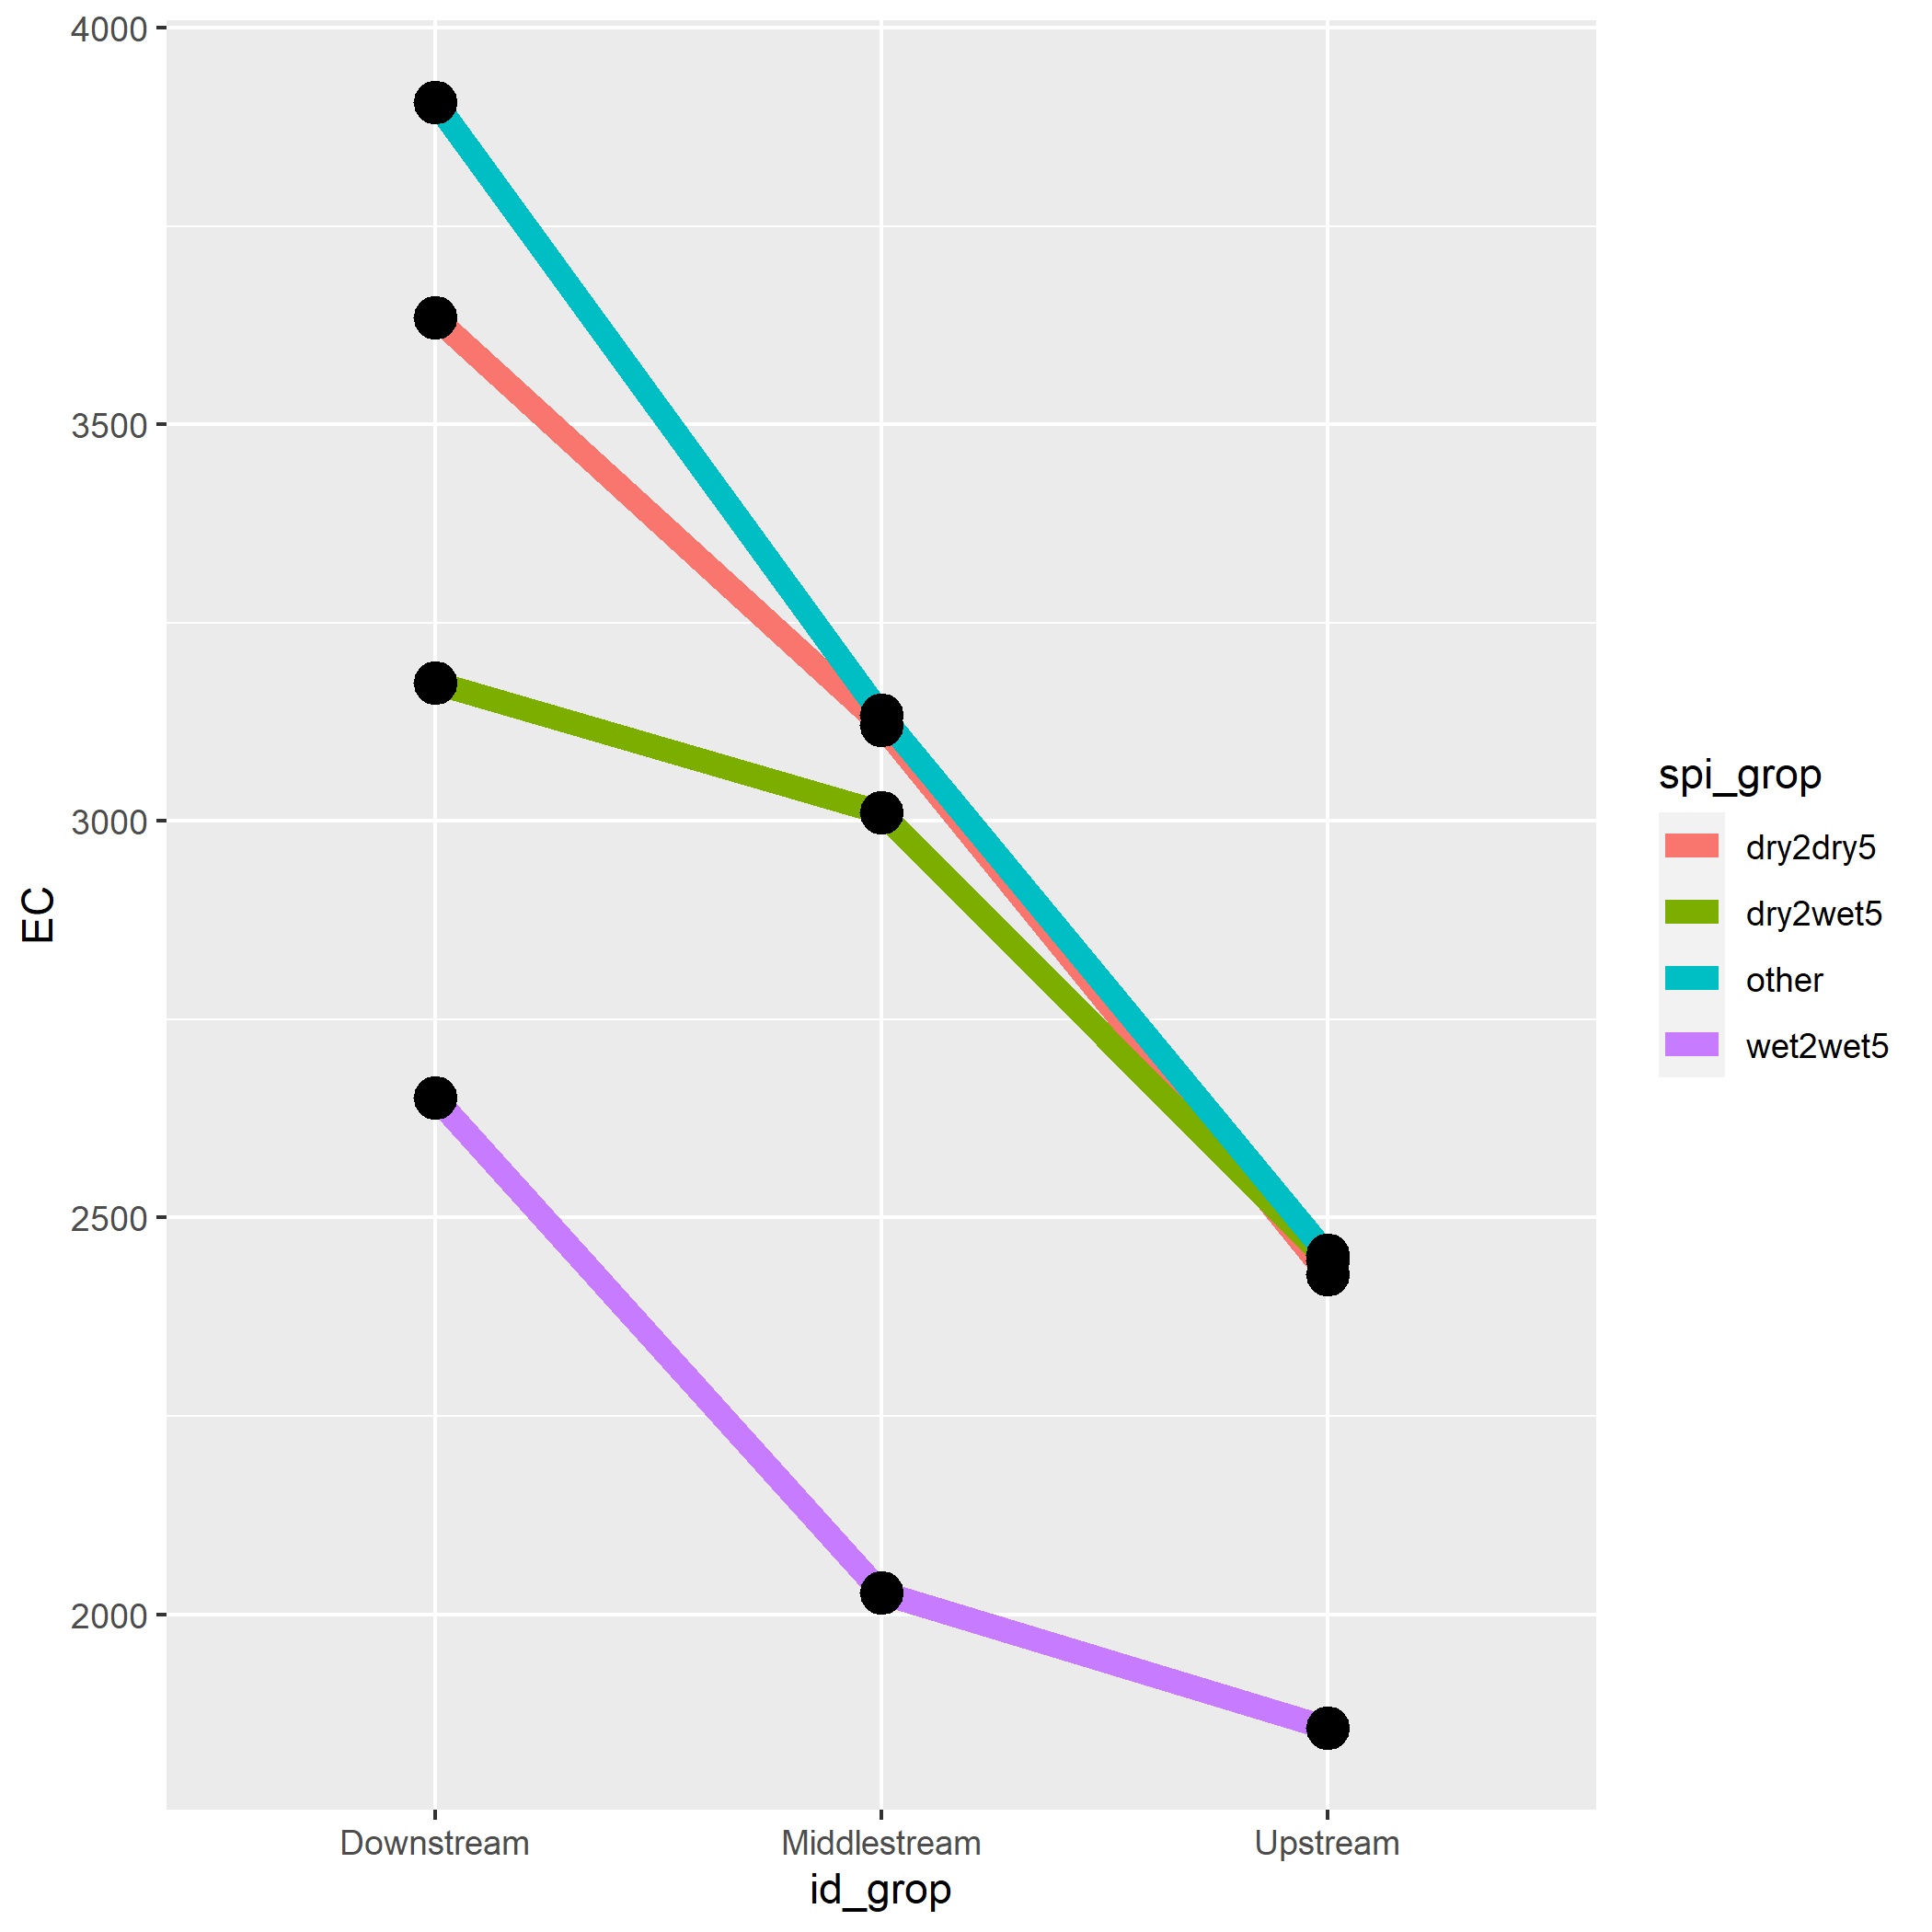 4000
3500
3000
2500
2000
EC
Downstream
Middlestream
Upstream
id_grop
spi_grop
dry2dry5
dry2wet5
other
wet2wet5